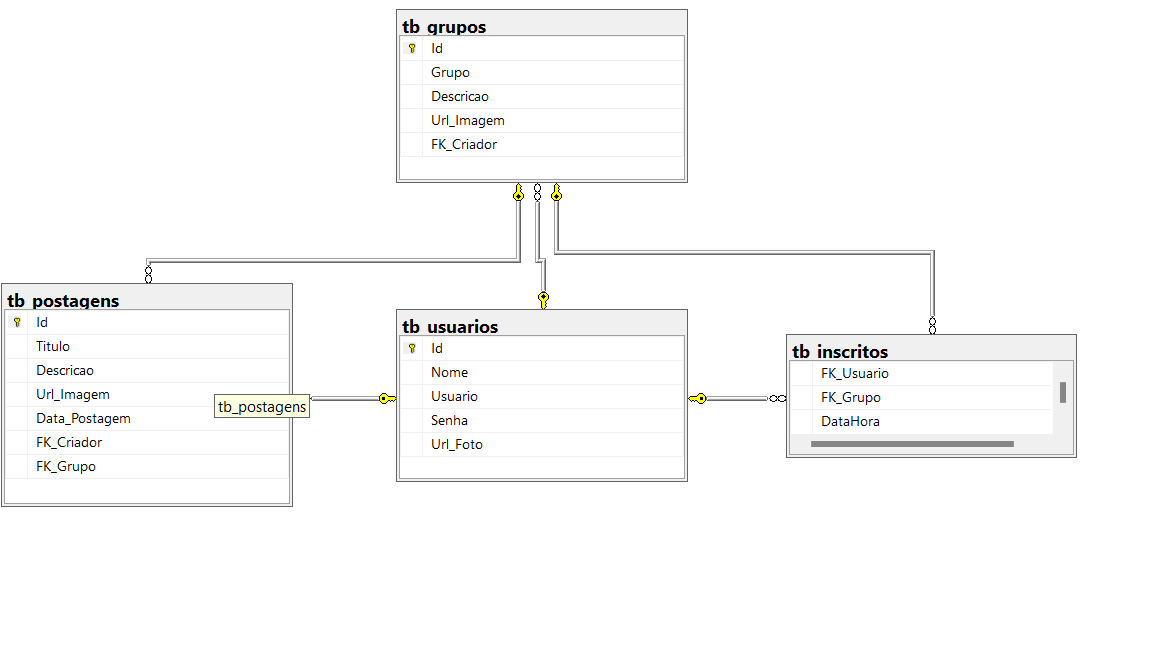 tb_grupos
Id
Grupo
Descricao
Url_Imagem
FK_Criador
tb_postagens
Id
Titulo
Descricao
Url_Imagem
Data_Postagem
FK_Criador
FK_Grupo
tb_postagens
tb_usuarios
Id
Nome
Usuario
Senha
Url_Foto
tb_inscritos
FK_Usuario
FK_Grupo
DataHora